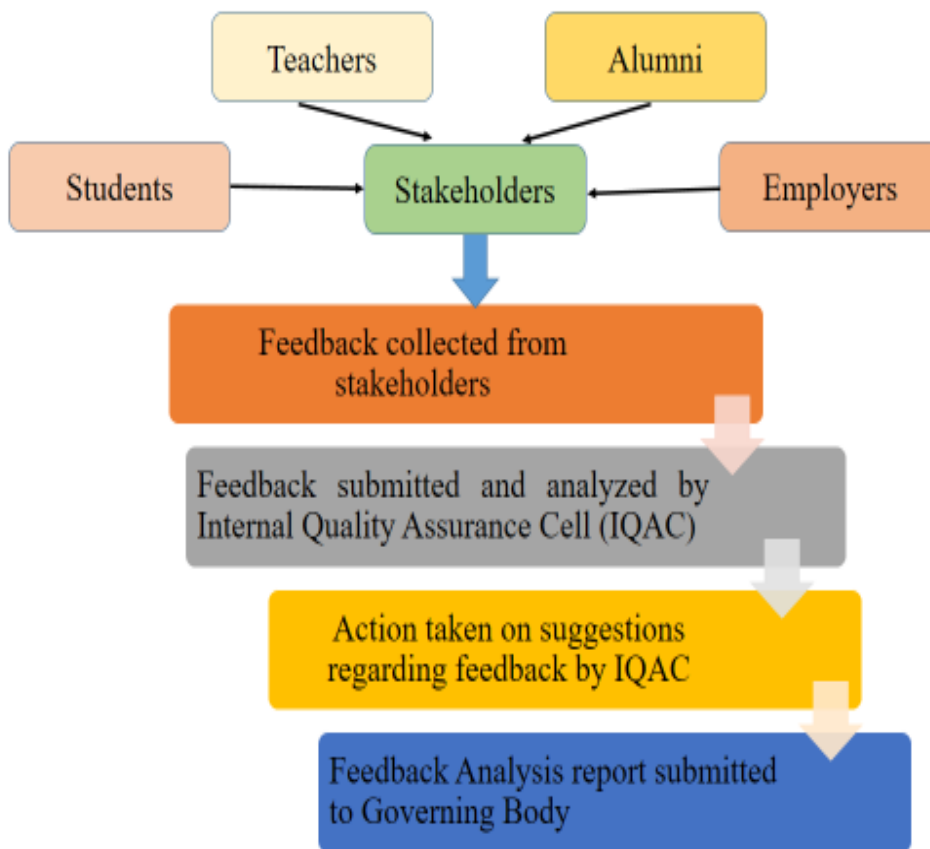 Teachers
Alumni
Students
Stakeholders
Employers
Feedback collected from
stakeholders
Feedback submitted and analyzed by
Internal Quality Assurance Cell (IQAC)
Action taken on suggestions
regarding feedback by IQAC
Feedback Analysis report submitted
to Governing Body